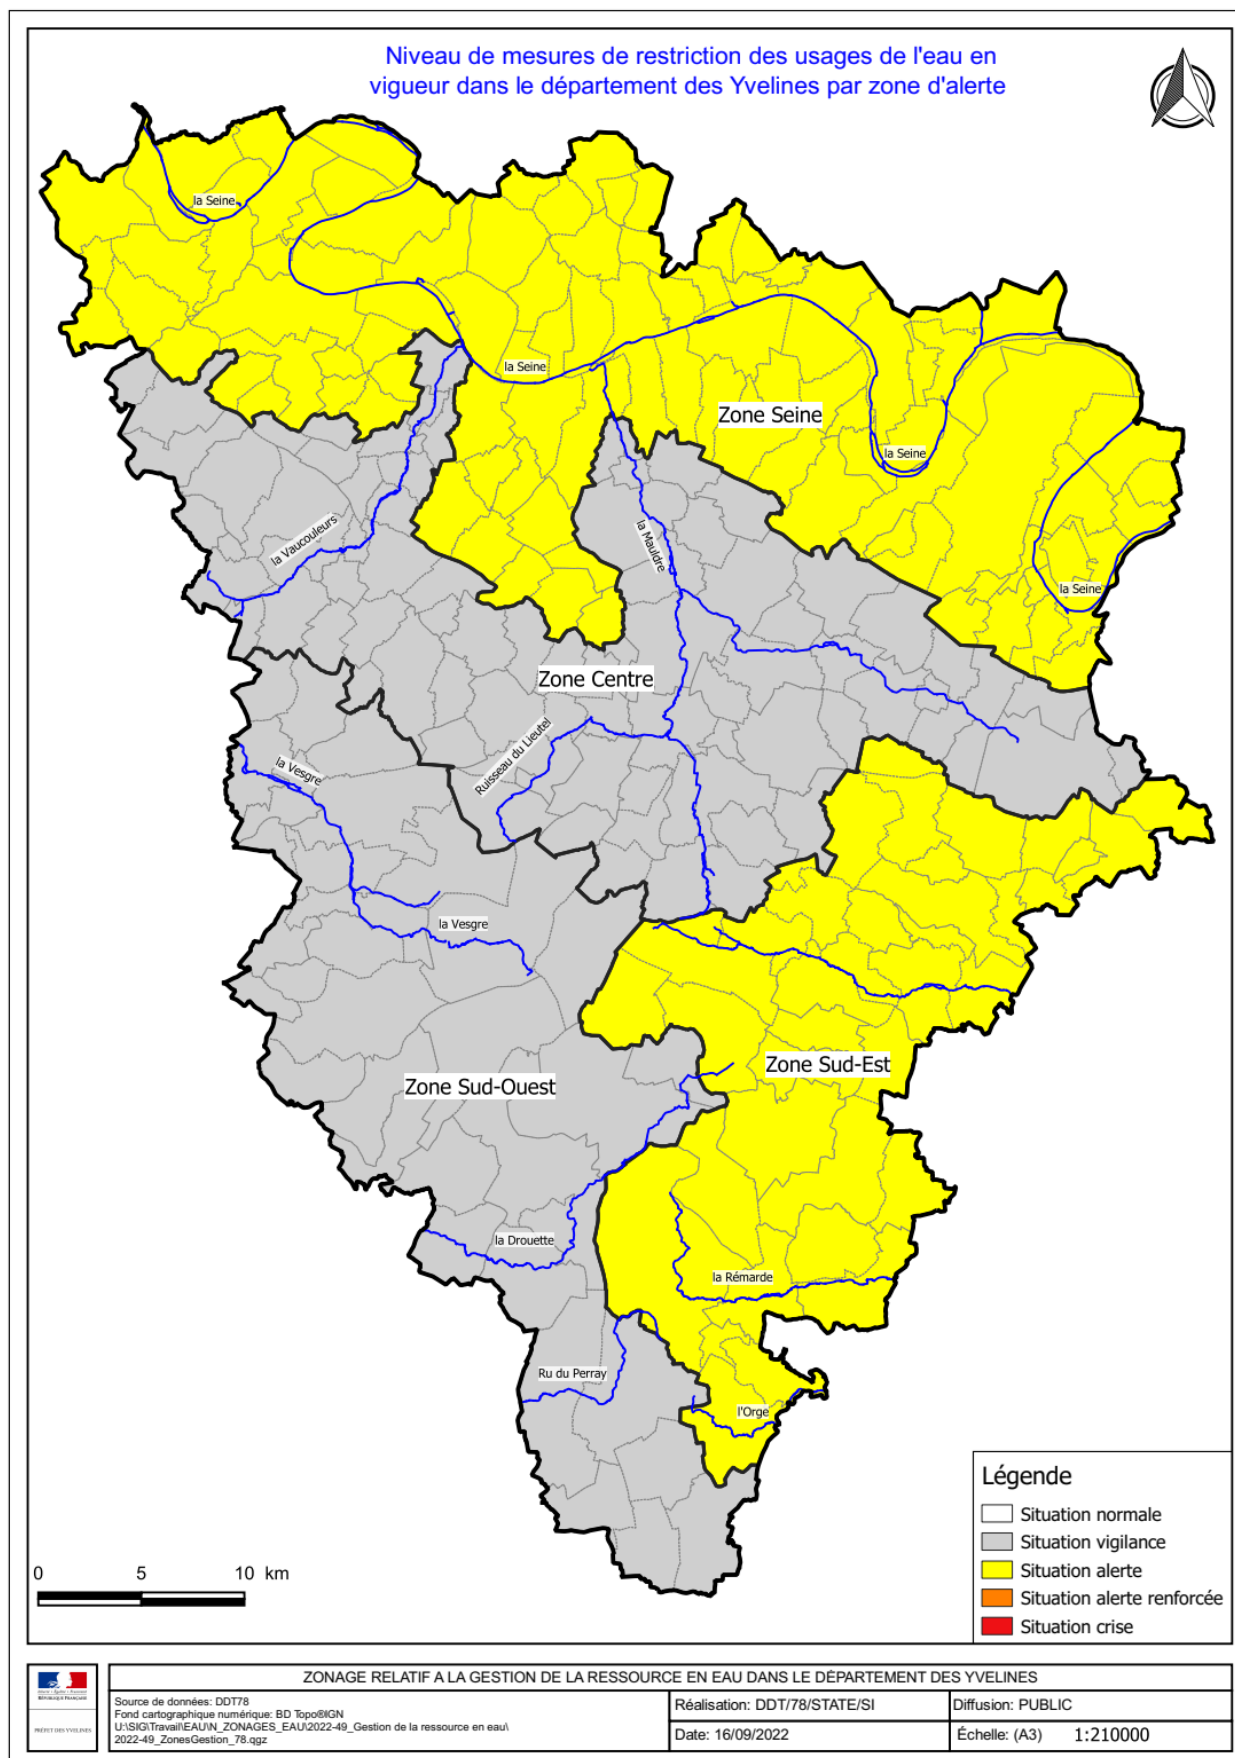 Niveau de mesures de restriction des usages de l'eau en
vigueur dans le département des Yvelines par zone d'alerte
la Seine
la Seine
Zone Seine
la Seine
la Vaucouleurs
la Mauldre
la Seine
Zone Centre
Ruisseau du Lieutel
la Vesgre
la Vesgre
Zone Sud-Est
Zone Sud-Ouest
la Drouette
la Rémarde
Ru du Perray
l'Orge
Légende
Situation normale
Situation vigilance
Situation alerte
Situation alerte renforcée
Situation crise
0 5 10 km
ZONAGE RELATIF A LA GESTION DE LA RESSOURCE EN EAU DANS LE DÉPARTEMENT DES YVELINES
RÉPUBLIQUE FRANÇAISE
PRÉFET DES YVELINES
Source de données: DDT78
Fond cartographique numérique: BD Topo®IGN
U:\SIG\Travail\EAU\N_ZONAGES_EAU\2022-49_Gestion de la ressource en eau\
2022-49_ZonesGestion_78.qgz
Réalisation: DDT/78/STATE/SI
Diffusion: PUBLIC
Date: 16/09/2022
Échelle: (A3) 1:210000